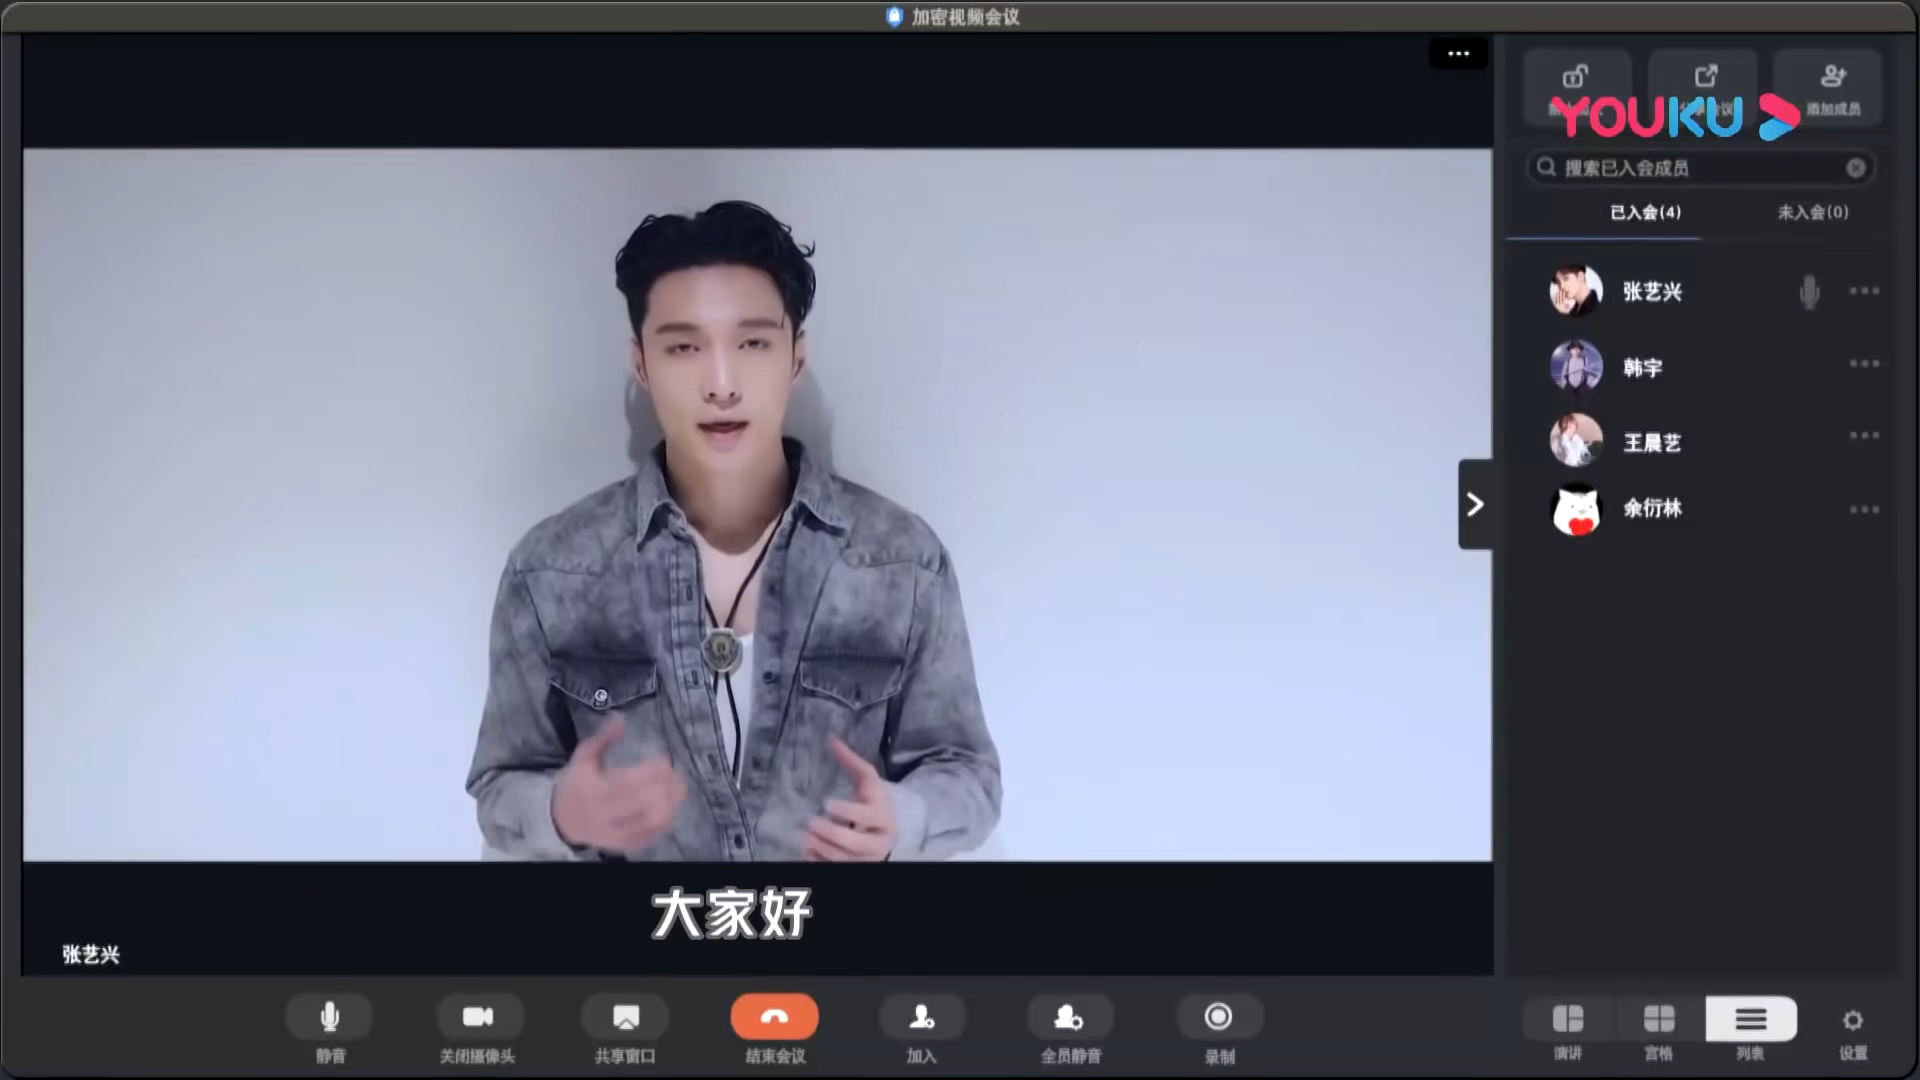 加密视频会议
YOUKU
添加成员
搜索已入会成员
已入会(4)
未入会(0)
张艺兴
韩宇
王晨艺
余衍林
大家好
张艺兴
静音
关闭摄像头
共享窗口
结束会议
加入
全员静音
录制
演讲
宫格
列表
设置